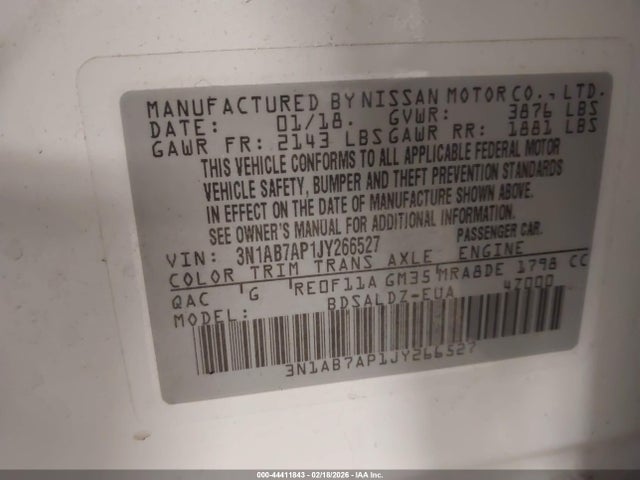 MANUFACTURED BY NISSAN MOTOR CO., LTD.
DATE: 01/18. GVWR: 3876 LBS
GAWR FR: 2143 LBS GAWR RR: 1881 LBS
THIS VEHICLE CONFORMS TO ALL APPLICABLE FEDERAL MOTOR
VEHICLE SAFETY, BUMPER AND THEFT PREVENTION STANDARDS
IN EFFECT ON THE DATE OF MANUFACTURE SHOWN ABOVE.
SEE OWNER'S MANUAL FOR ADDITIONAL INFORMATION.
VIN: 3N1AB7AP1JY266527 PASSENGER CAR.
COLOR TRIM TRANS AXLE ENGINE
QAC G RE0F11A GM35 MRA8DE 1798 CC
MODEL: BDSALDZ-EUA 47000
3N1AB7AP1JY266527
000-44411843 - 02/18/2026 - IAA Inc.